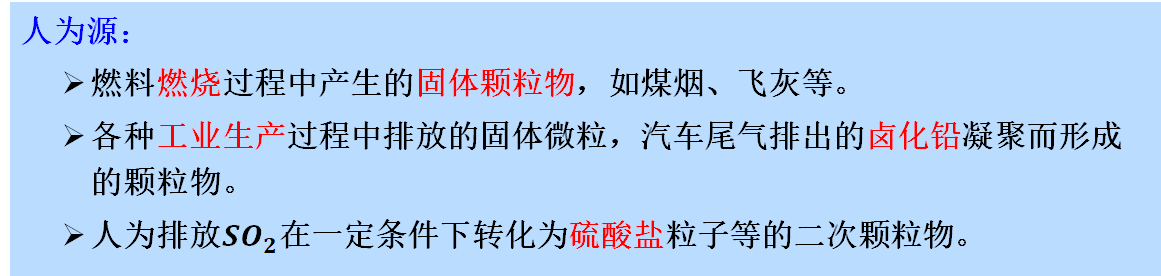 人为源：
➢燃料燃烧过程中产生的固体颗粒物，如煤烟、飞灰等。
➢各种工业生产过程中排放的固体微粒，汽车尾气排出的卤化铅凝聚而形成
的颗粒物。
➢人为排放SO₂在一定条件下转化为硫酸盐粒子等的二次颗粒物。